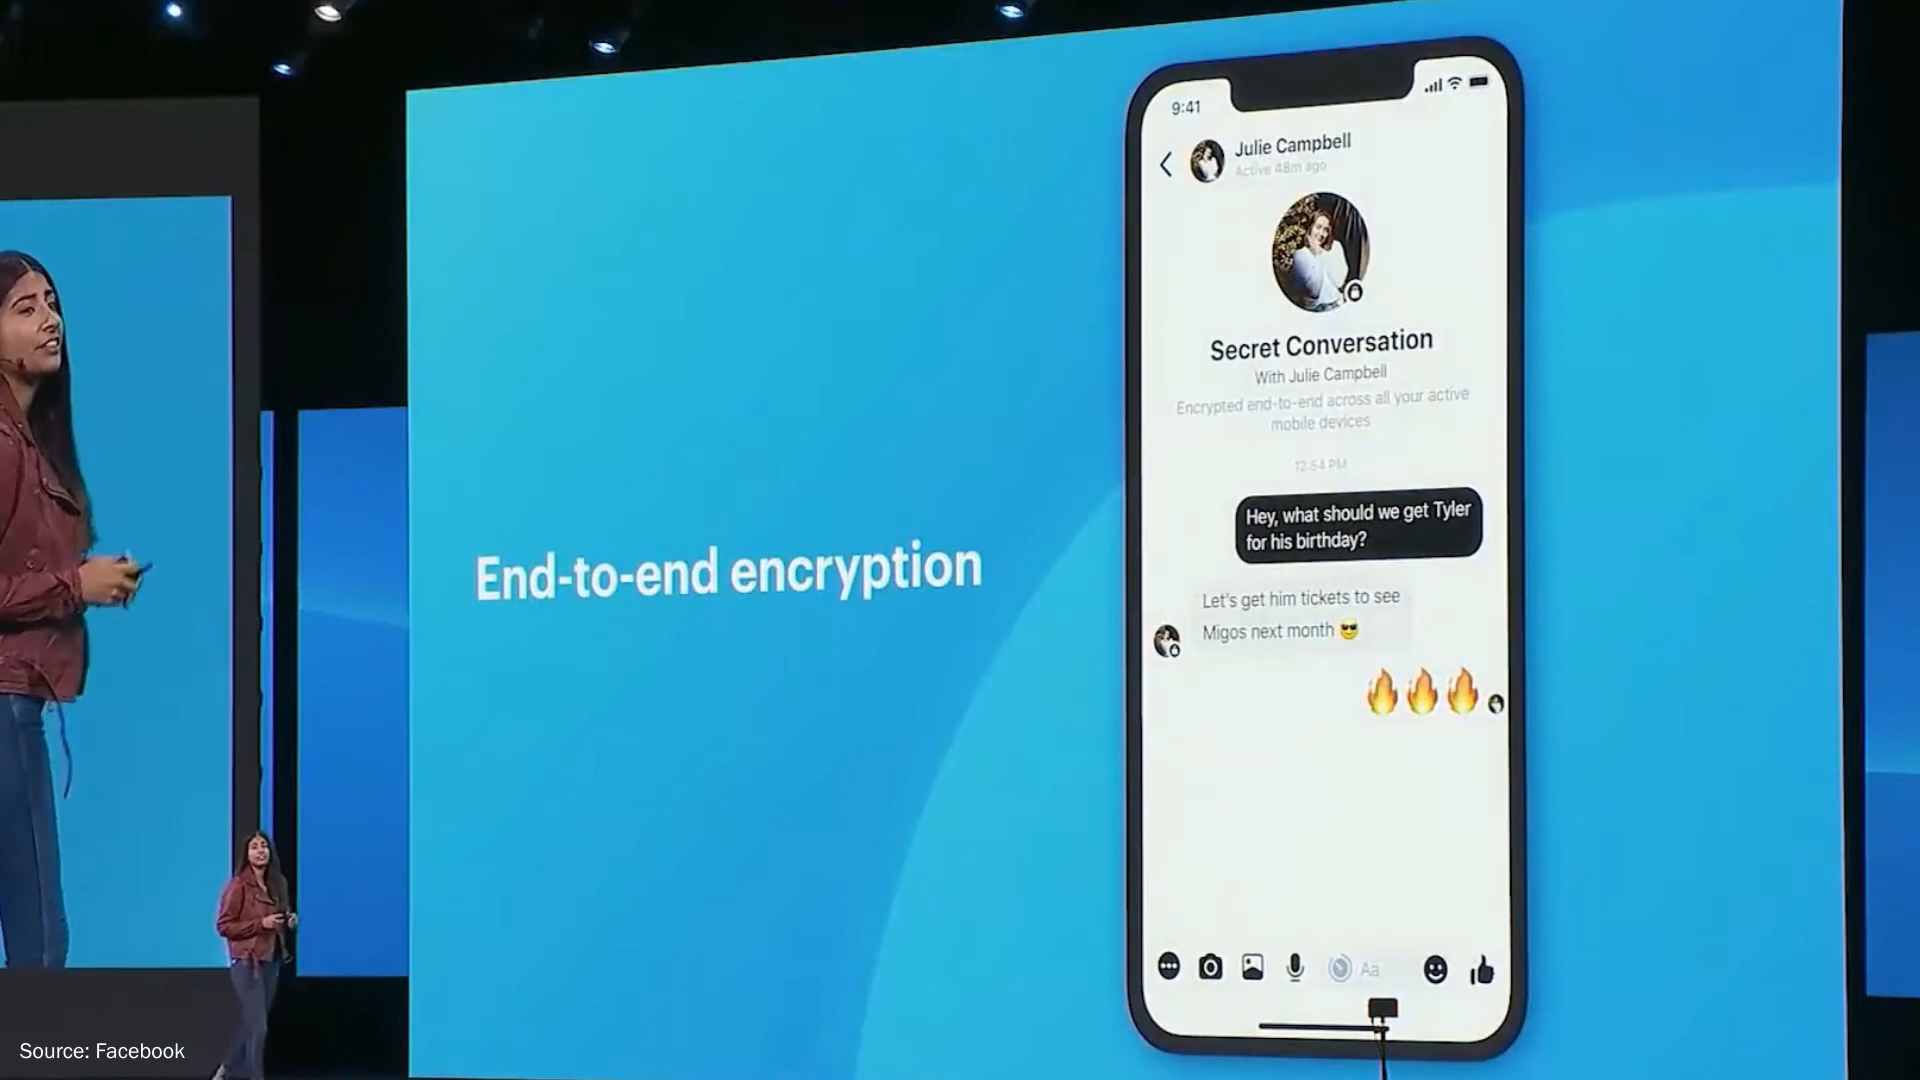 End-to-end encryption
9:41
Julie Campbell
Active 48m ago
Secret Conversation
With Julie Campbell
Encrypted end-to-end across all your active
mobile devices
12:54 PM
Hey, what should we get Tyler
for his birthday?
Let's get him tickets to see
Migos next month 😎
🔥🔥🔥
Aa
Source: Facebook